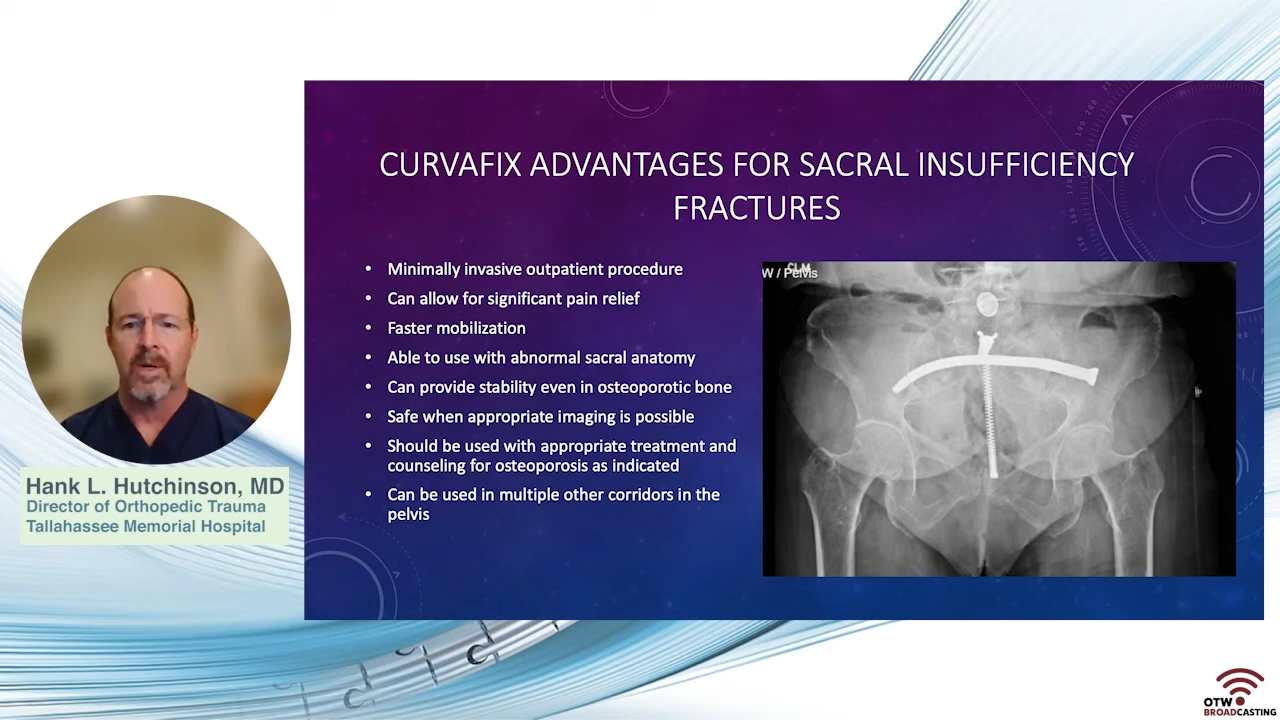 CURVAFIX ADVANTAGES FOR SACRAL INSUFFICIENCY
FRACTURES
• Minimally invasive outpatient procedure
• Can allow for significant pain relief
• Faster mobilization
• Able to use with abnormal sacral anatomy
• Can provide stability even in osteoporotic bone
• Safe when appropriate imaging is possible
• Should be used with appropriate treatment and
counseling for osteoporosis as indicated
• Can be used in multiple other corridors in the
pelvis
CLM
W / Pelvis
Hank L. Hutchinson, MD
Director of Orthopedic Trauma
Tallahassee Memorial Hospital
OTW
BROADCASTING